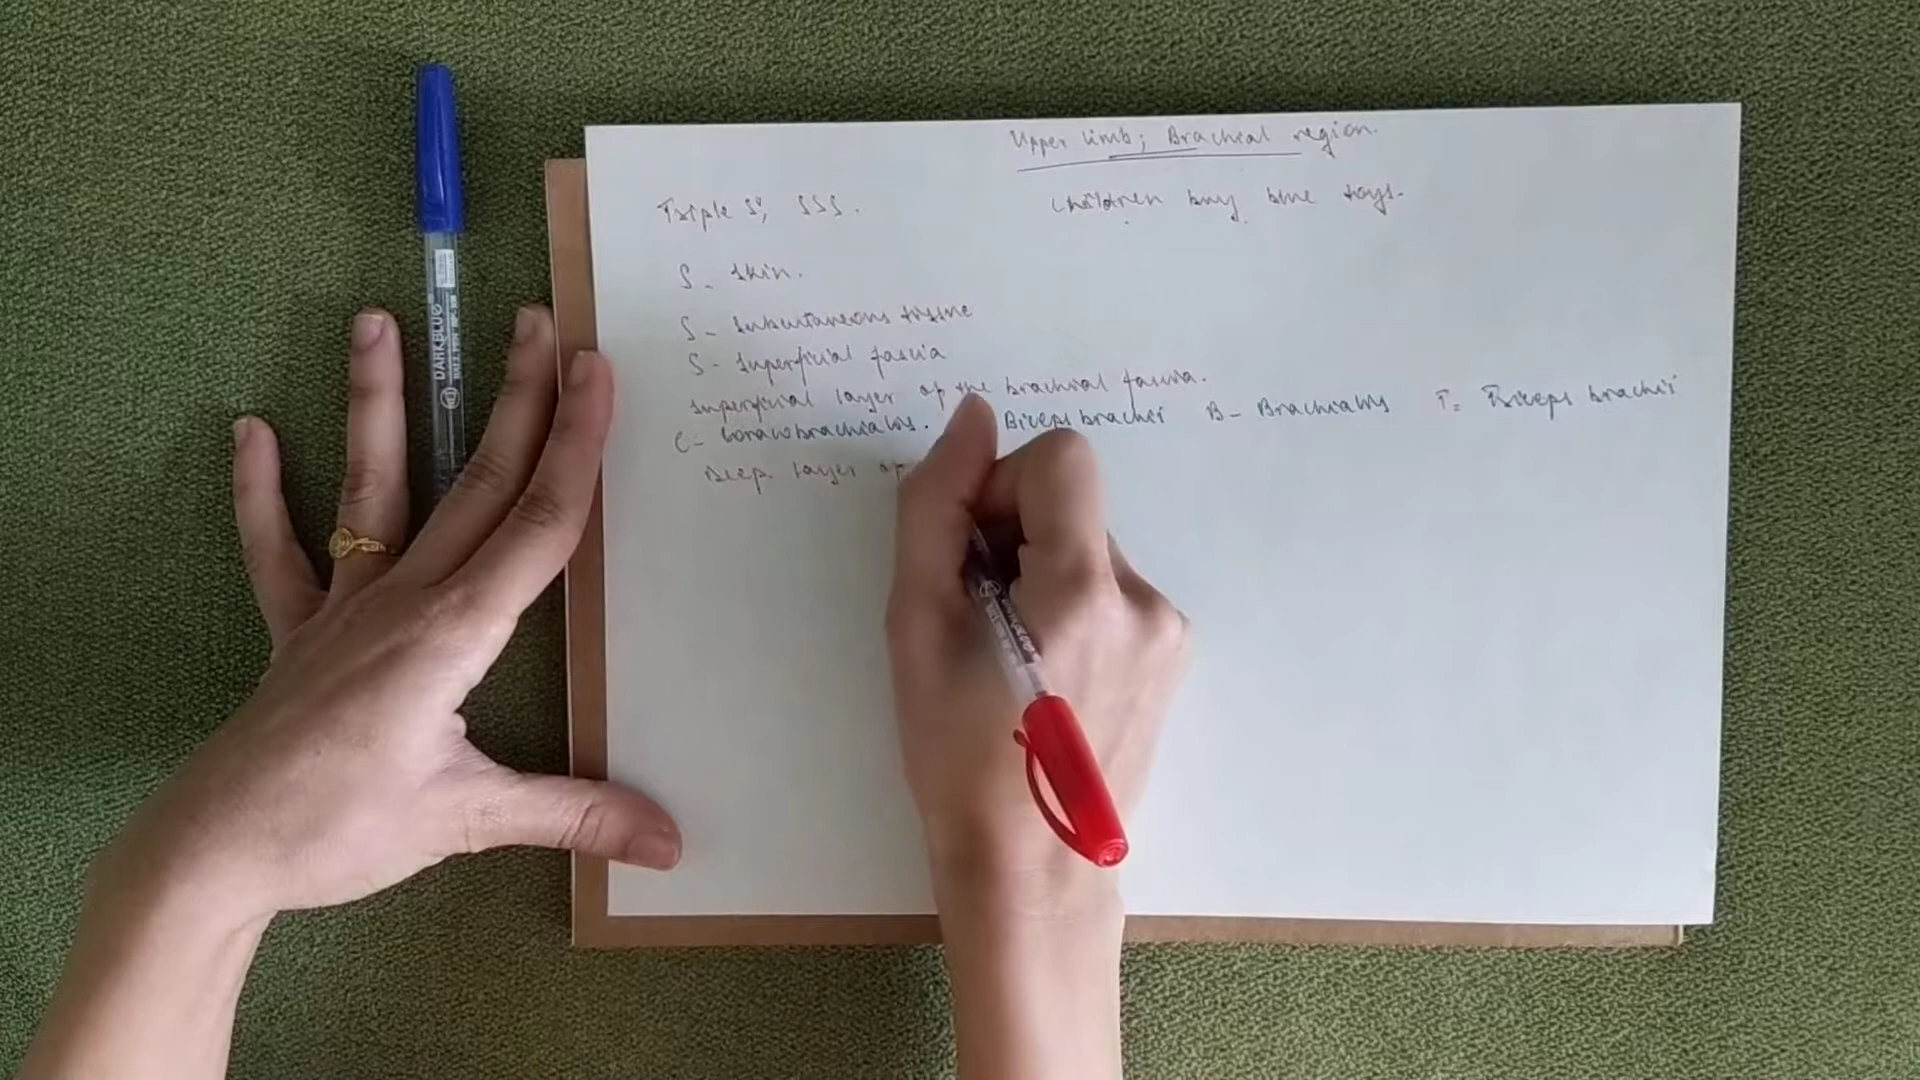 Upper limb; Brachial region.
Triple S', SSS.
Children buy blue toys.
S - skin.
S - Subcutaneous tissue
S - Superficial fascia
Superficial layer of the brachial fascia.
C - Coracobrachialis. Biceps brachii B - Brachialis T - Triceps brachii
Deep layer of
DARKBLUE